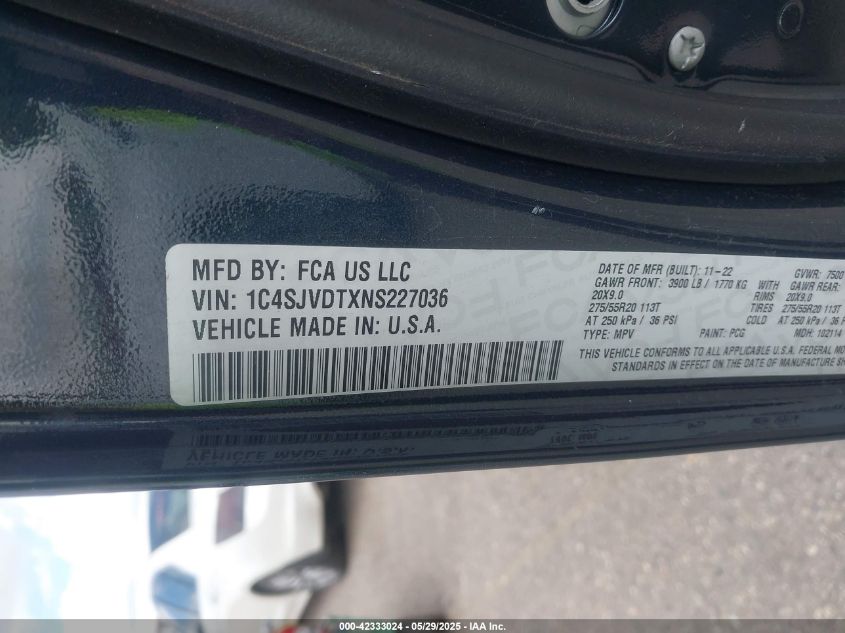 MFD BY: FCA US LLC
VIN: 1C4SJVDTXNS227036
VEHICLE MADE IN: U.S.A.
DATE OF MFR (BUILT): 11-22 GVWR: 7500
GAWR FRONT: 3900 LB / 1770 KG WITH GAWR REAR:
20X9.0 RIMS 20X9.0
275/55R20 113T TIRES 275/55R20 113T
AT 250 kPa / 36 PSI COLD AT 250 kPa / 36 PS
TYPE: MPV PAINT: PCG MDH: 102114
THIS VEHICLE CONFORMS TO ALL APPLICABLE U.S.A. FEDERAL MO
STANDARDS IN EFFECT ON THE DATE OF MANUFACTURE SH
000-42333024 - 05/29/2025 - IAA Inc.